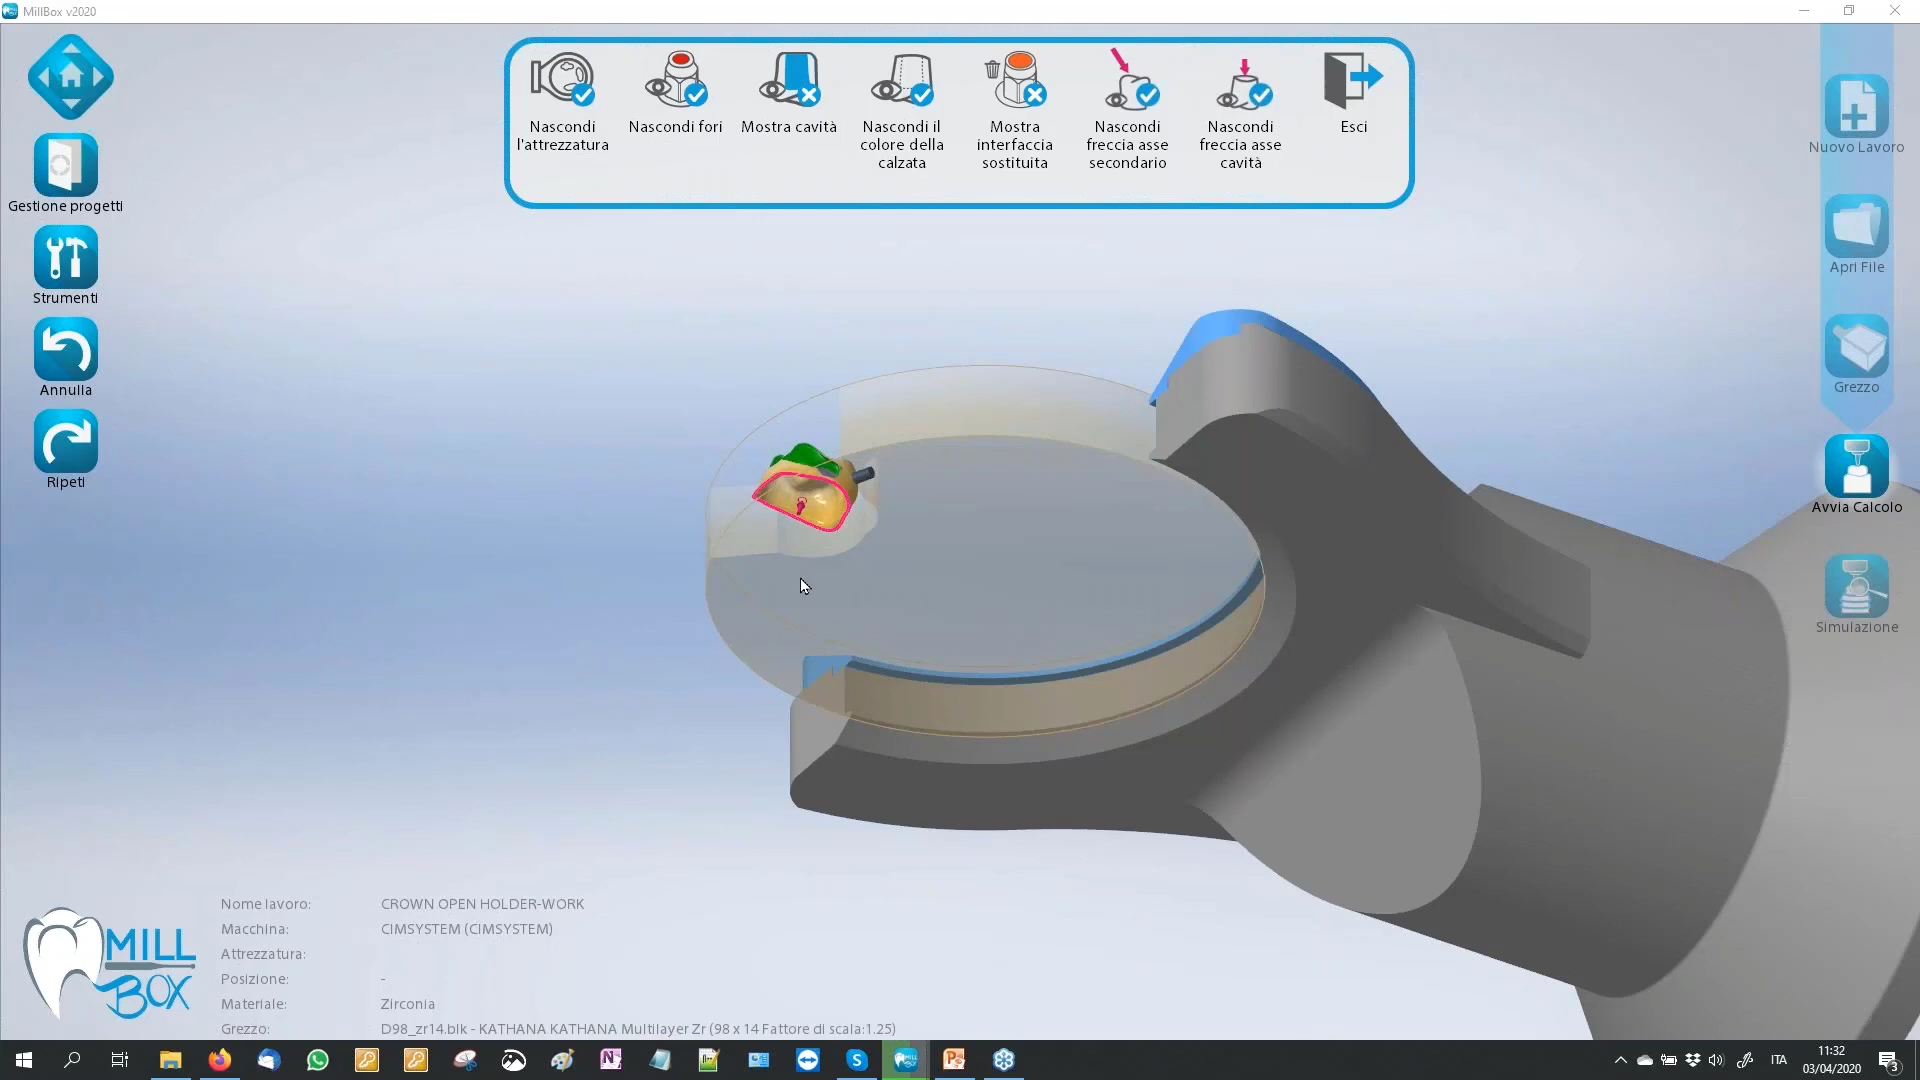 MillBox v2020
Nascondi
l'attrezzatura
Nascondi fori
Mostra cavità
Nascondi il
colore della
calzata
Mostra
interfaccia
sostituita
Nascondi
freccia asse
secondario
Nascondi
freccia asse
cavità
Esci
Gestione progetti
Strumenti
Annulla
Ripeti
Nuovo Lavoro
Apri File
Grezzo
Avvia Calcolo
Simulazione
MILL
BOX
Nome lavoro: CROWN OPEN HOLDER-WORK
Macchina: CIMSYSTEM (CIMSYSTEM)
Attrezzatura:
Posizione: -
Materiale: Zirconia
Grezzo: D98_zr14.blk - KATHANA KATHANA Multilayer Zr (98 x 14 Fattore di scala:1.25)
ITA
11:32
03/04/2020
3